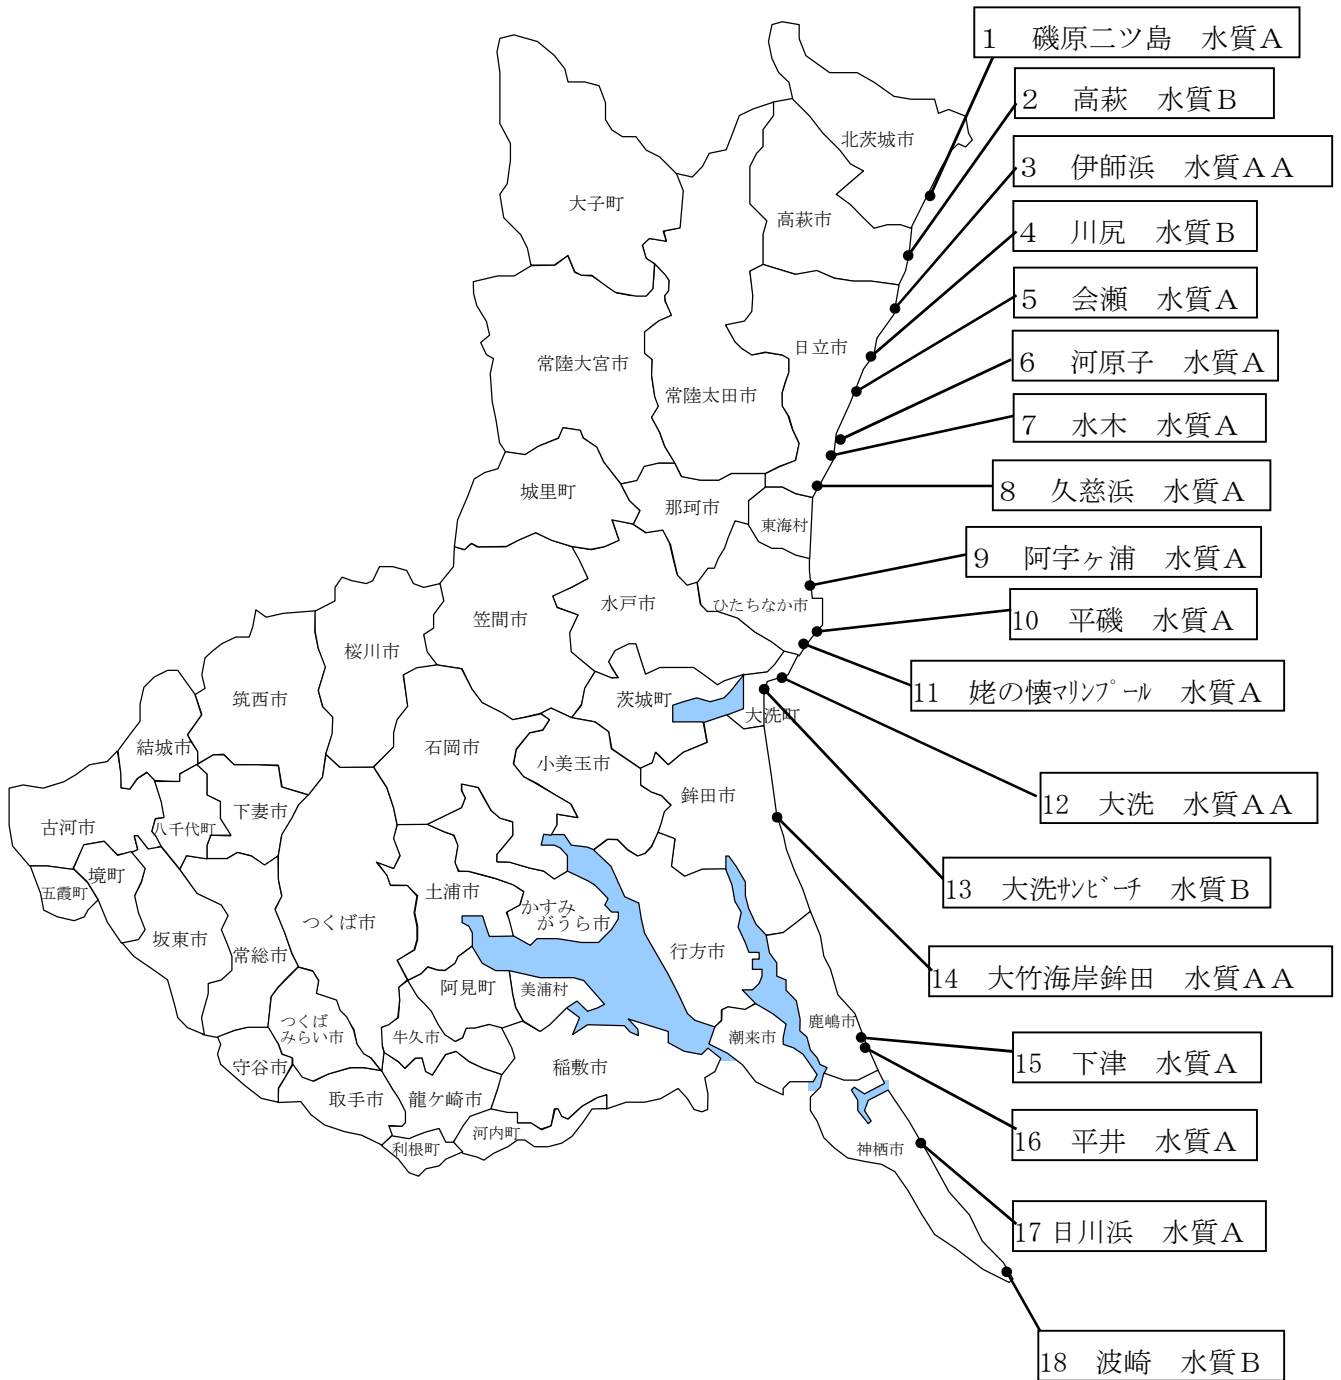 1　磯原二ツ島　水質A
2　高萩　水質B
3　伊師浜　水質AA
4　川尻　水質B
5　会瀬　水質A
6　河原子　水質A
7　水木　水質A
8　久慈浜　水質A
9　阿字ヶ浦　水質A
10　平磯　水質A
11　姥の懐ﾏﾘﾝﾌﾟｰﾙ　水質A
12　大洗　水質AA
13　大洗ｻﾝﾋﾞｰﾁ　水質B
14　大竹海岸鉾田　水質AA
15　下津　水質A
16　平井　水質A
17 日川浜　水質A
18　波崎　水質B
北茨城市
大子町
高萩市
日立市
常陸大宮市
常陸太田市
城里町
那珂市
東海村
ひたちなか市
水戸市
笠間市
桜川市
筑西市
茨城町
大洗町
結城市
石岡市
小美玉市
鉾田市
下妻市
八千代町
古河市
境町
五霞町
土浦市
かすみ
がうら市
つくば市
坂東市
常総市
行方市
阿見町
美浦村
つくば
みらい市
牛久市
鹿嶋市
潮来市
守谷市
稲敷市
取手市
龍ケ崎市
河内町
利根町
神栖市